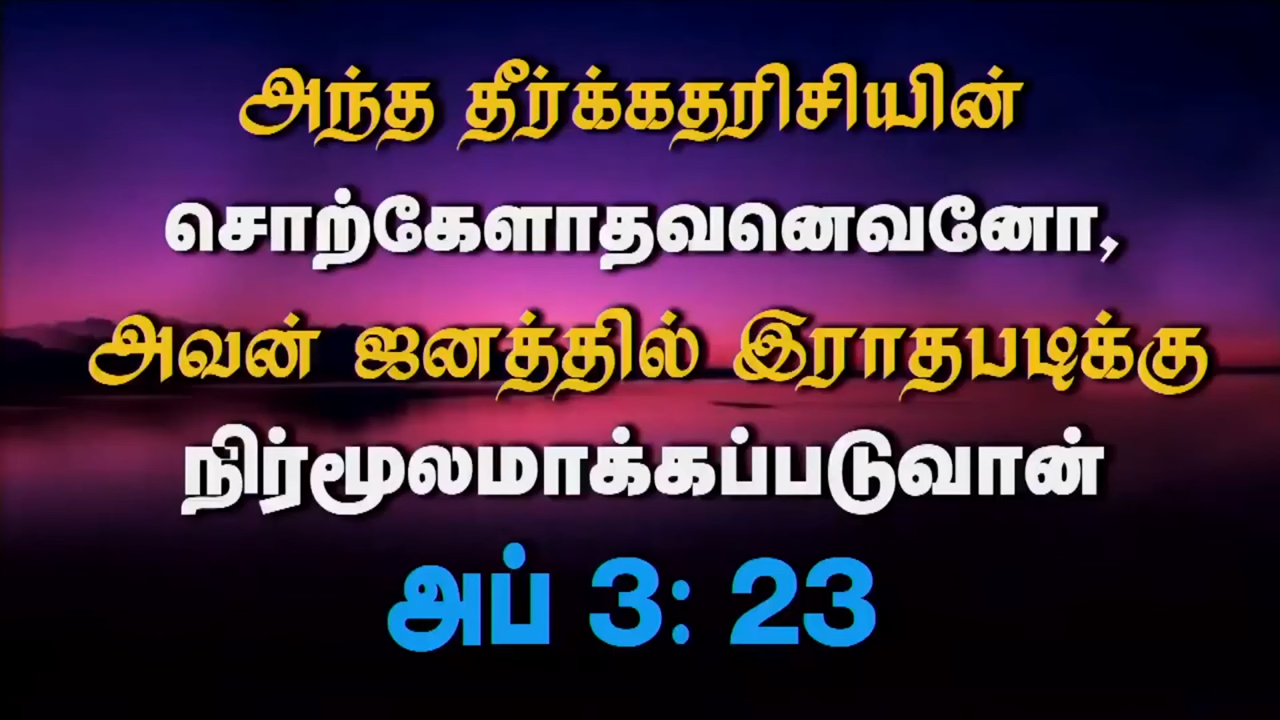 அந்த தீர்க்கதரிசியின்
சொற்கேளாதவனெவனோ,
அவன் ஜனத்தில் இராதபடிக்கு
நிர்மூலமாக்கப்படுவான்
அப் 3: 23